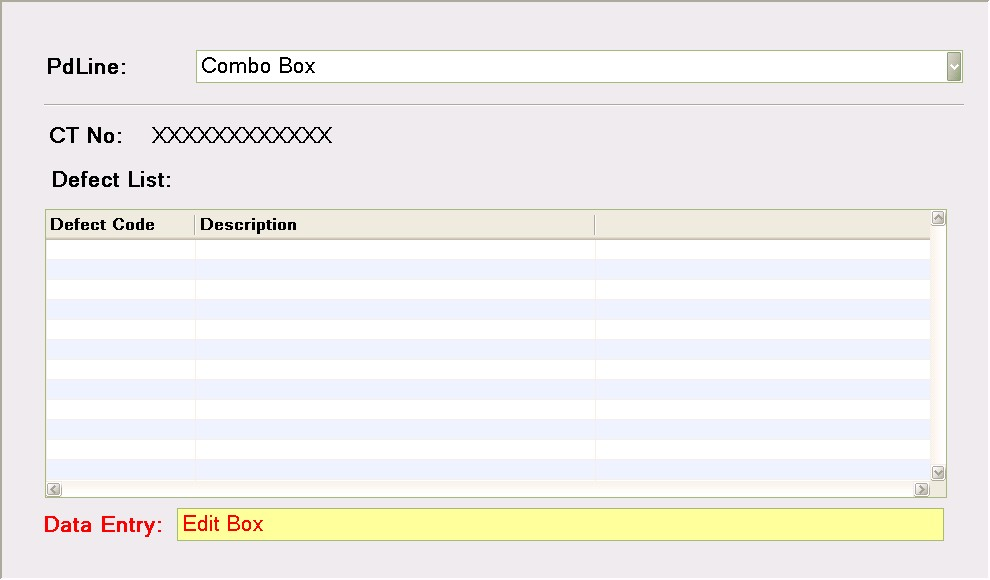 PdLine: Combo Box
CT No: XXXXXXXXXXXX
Defect List:
Defect Code Description
Data Entry: Edit Box